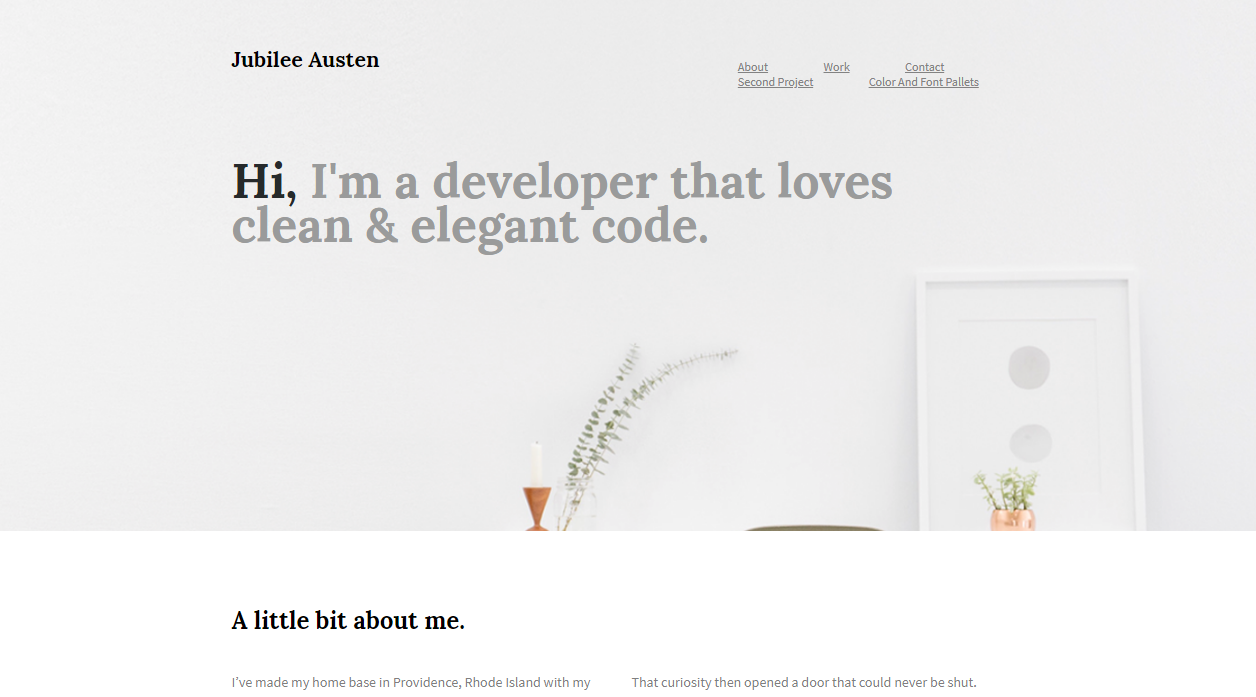 Jubilee Austen
About Work Contact
Second Project Color And Font Pallets
Hi, I'm a developer that loves
clean & elegant code.
A little bit about me.
I’ve made my home base in Providence, Rhode Island with my
That curiosity then opened a door that could never be shut.